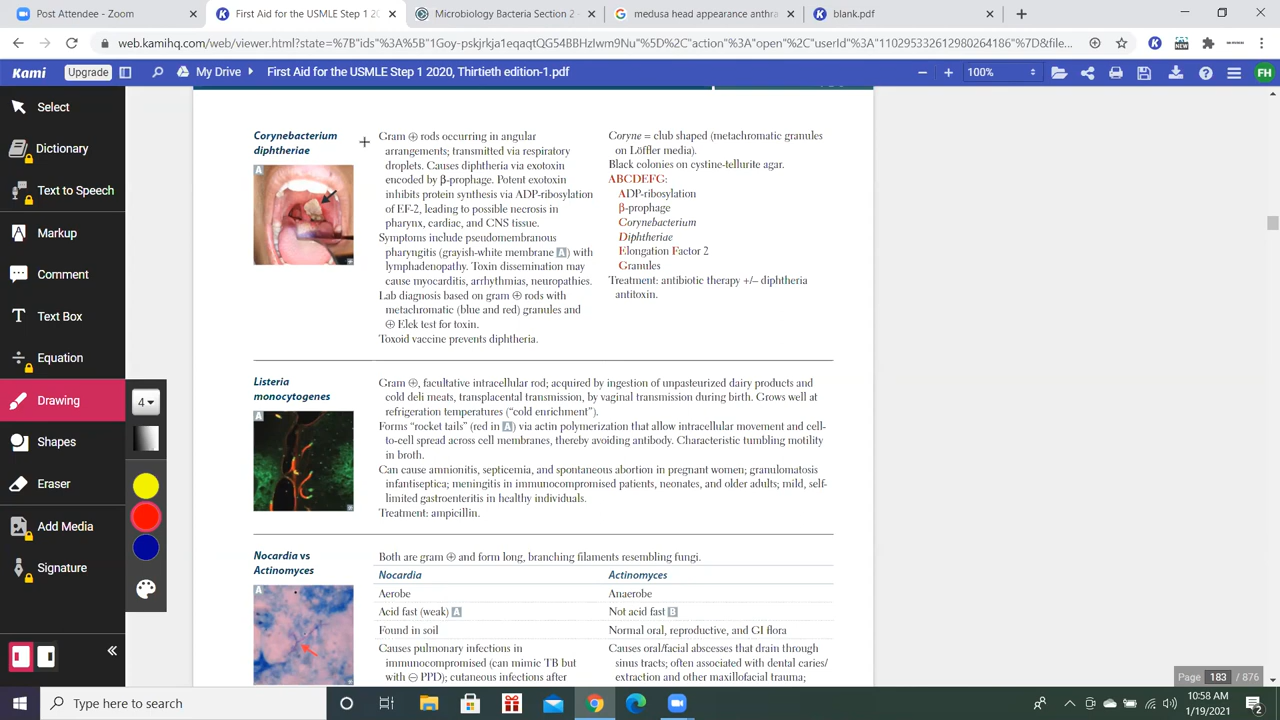 Post Attendee - Zoom
First Aid for the USMLE Step 1 20
Microbiology Bacteria Section 2 -
medusa head appearance anthra
blank.pdf
web.kamihq.com/web/viewer.html?state=%7B"ids"%3A%5B"1Goy-pskjrkja1eqaqtQG54BBHzIwm9Nu"%5D%2C"action"%3A"open"%2C"userId"%3A"110295332612980264186"%7D&file...
NEW
Kami
Upgrade
My Drive
First Aid for the USMLE Step 1 2020, Thirtieth edition-1.pdf
100%
FH
Select
Dictionary
Text to Speech
Markup
Comment
Text Box
Equation
Drawing
Shapes
Eraser
Add Media
Signature
4
Corynebacterium
diphtheriae
A
Gram ⊕ rods occurring in angular
arrangements; transmitted via respiratory
droplets. Causes diphtheria via exotoxin
encoded by β-prophage. Potent exotoxin
inhibits protein synthesis via ADP-ribosylation
of EF-2, leading to possible necrosis in
pharynx, cardiac, and CNS tissue.
Symptoms include pseudomembranous
pharyngitis (grayish-white membrane A) with
lymphadenopathy. Toxin dissemination may
cause myocarditis, arrhythmias, neuropathies.
Lab diagnosis based on gram ⊕ rods with
metachromatic (blue and red) granules and
⊕ Elek test for toxin.
Toxoid vaccine prevents diphtheria.
Coryne = club shaped (metachromatic granules
on Löffler media).
Black colonies on cystine-tellurite agar.
ABCDEFG:
ADP-ribosylation
β-prophage
Corynebacterium
Diphtheriae
Elongation Factor 2
Granules
Treatment: antibiotic therapy +/– diphtheria
antitoxin.
Listeria
monocytogenes
A
Gram ⊕, facultative intracellular rod; acquired by ingestion of unpasteurized dairy products and
cold deli meats, transplacental transmission, by vaginal transmission during birth. Grows well at
refrigeration temperatures (“cold enrichment”).
Forms “rocket tails” (red in A) via actin polymerization that allow intracellular movement and cell-
to-cell spread across cell membranes, thereby avoiding antibody. Characteristic tumbling motility
in broth.
Can cause amnionitis, septicemia, and spontaneous abortion in pregnant women; granulomatosis
infantiseptica; meningitis in immunocompromised patients, neonates, and older adults; mild, self-
limited gastroenteritis in healthy individuals.
Treatment: ampicillin.
Nocardia vs
Actinomyces
A
Both are gram ⊕ and form long, branching filaments resembling fungi.
Nocardia Actinomyces
Aerobe Anaerobe
Acid fast (weak) A Not acid fast B
Found in soil Normal oral, reproductive, and GI flora
Causes pulmonary infections in
immunocompromised (can mimic TB but
with ⊖ PPD); cutaneous infections after
Causes oral/facial abscesses that drain through
sinus tracts; often associated with dental caries/
extraction and other maxillofacial trauma;
Page 183 / 876
Type here to search
10:58 AM
1/19/2021
2